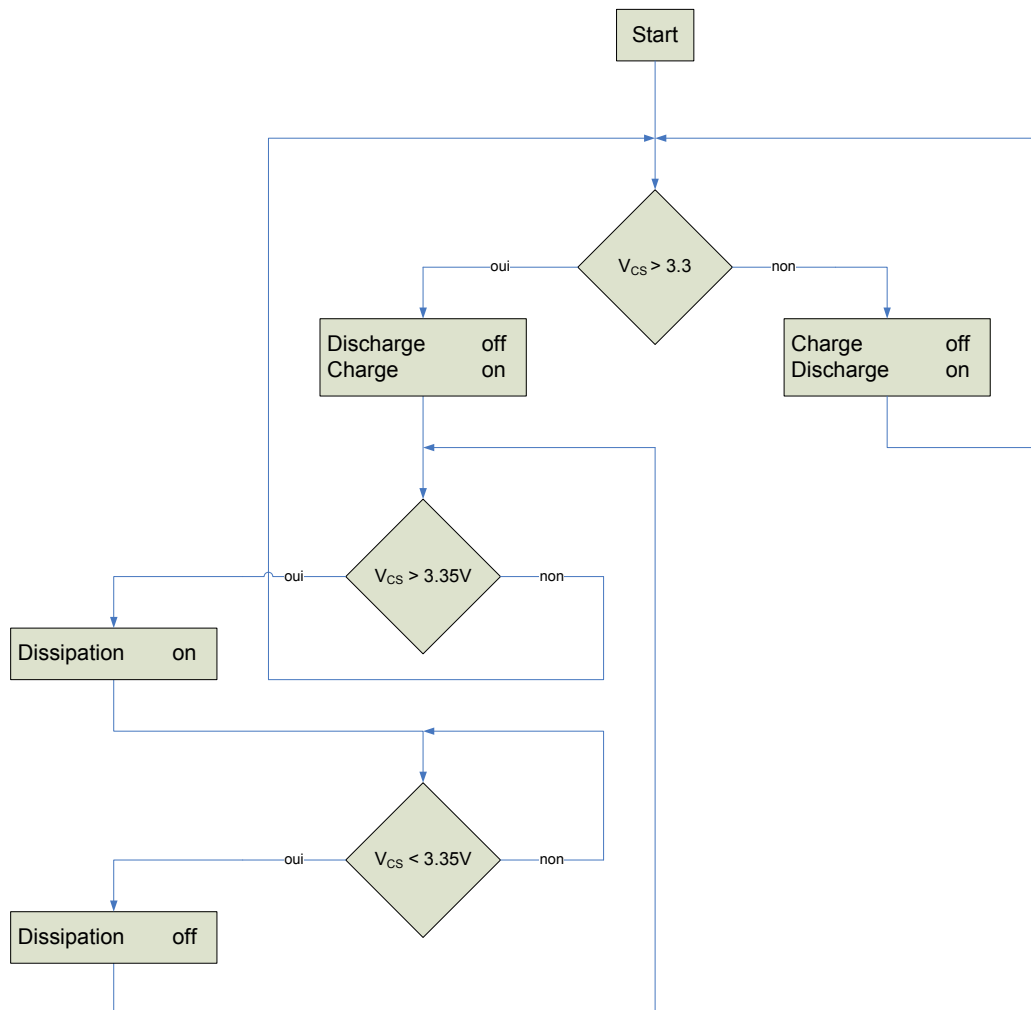 Start
V_CS > 3.3
oui
non
Discharge off
Charge on
Charge off
Discharge on
V_CS > 3.35V
oui
non
Dissipation on
V_CS < 3.35V
oui
non
Dissipation off